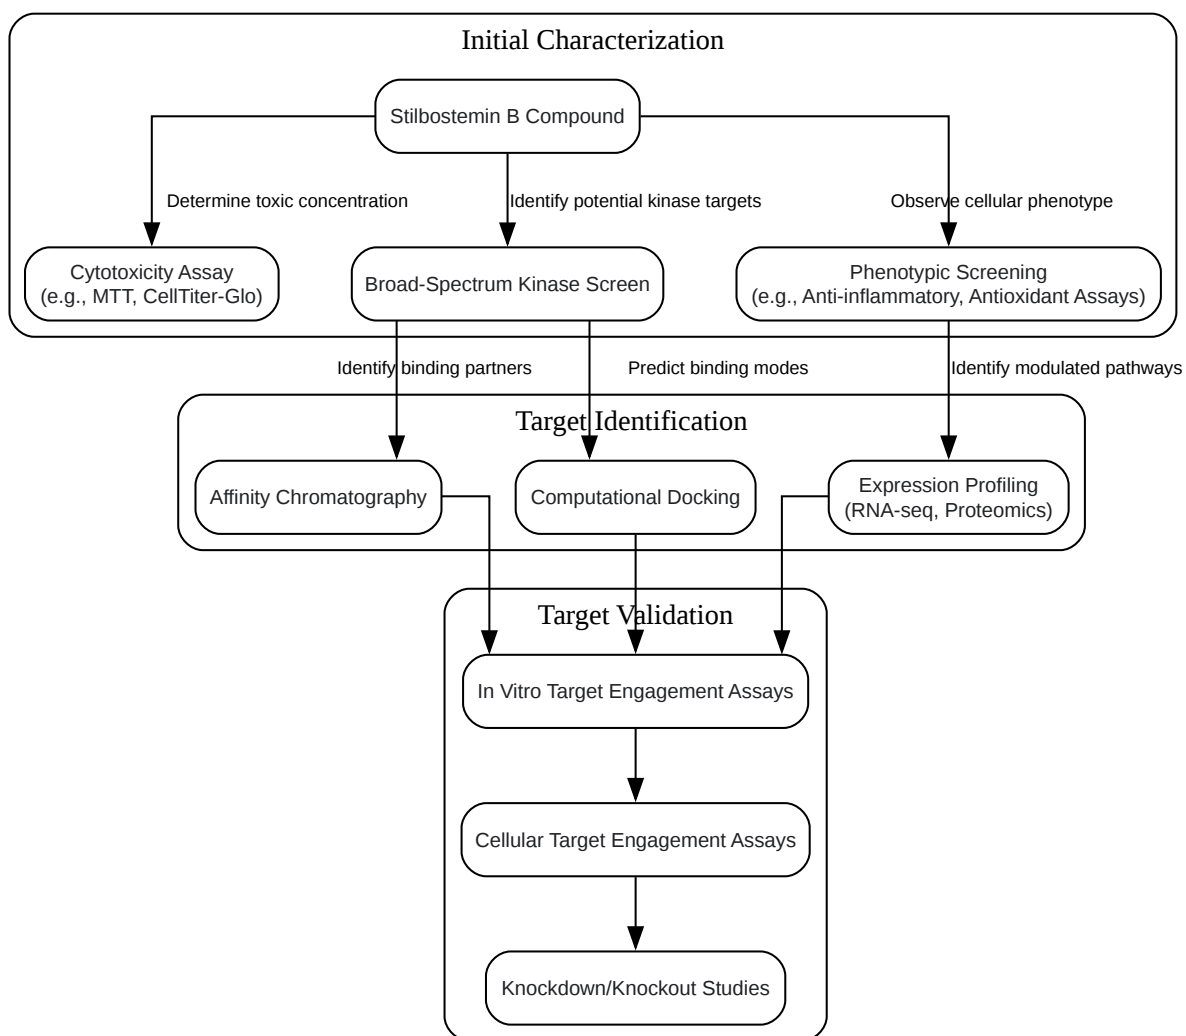 Initial Characterization
Stilbostemin B Compound
Determine toxic concentration
Identify potential kinase targets
Observe cellular phenotype
Cytotoxicity Assay
(e.g., MTT, CellTiter-Glo)
Broad-Spectrum Kinase Screen
Phenotypic Screening
(e.g., Anti-inflammatory, Antioxidant Assays)
Identify binding partners
Predict binding modes
Identify modulated pathways
Target Identification
Affinity Chromatography
Computational Docking
Expression Profiling
(RNA-seq, Proteomics)
Target Validation
In Vitro Target Engagement Assays
Cellular Target Engagement Assays
Knockdown/Knockout Studies